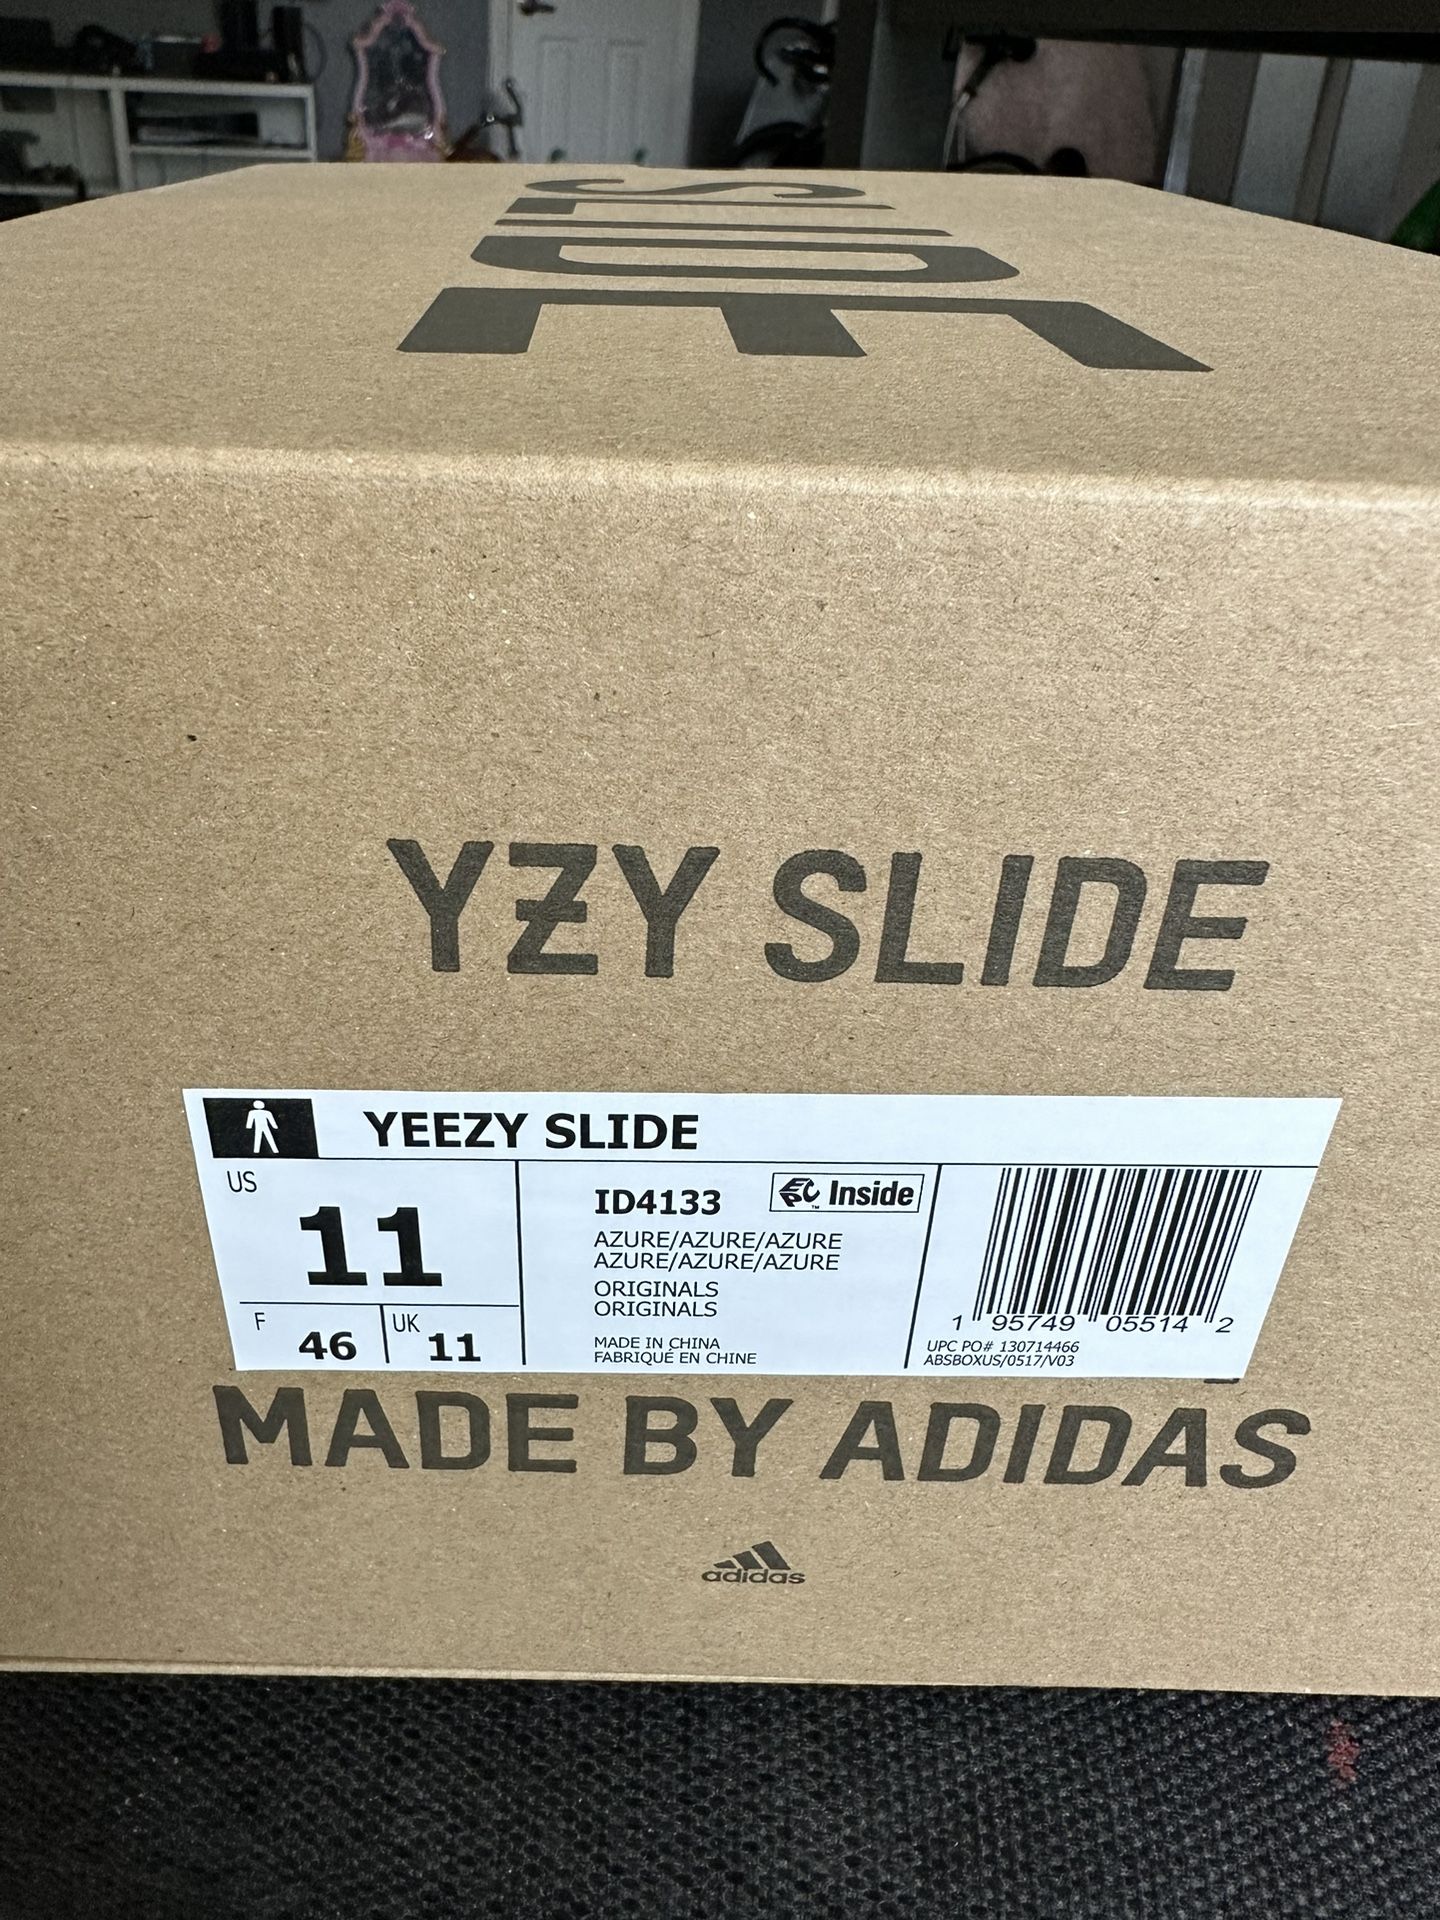 SLIDE
YZY SLIDE
YEEZY SLIDE
US
11
F
46
UK
11
ID4133
EPC™ Inside
AZURE/AZURE/AZURE
AZURE/AZURE/AZURE
ORIGINALS
ORIGINALS
MADE IN CHINA
FABRIQUÉ EN CHINE
1 95749 05514 2
UPC PO# 130714466
ABSBOXUS/0517/V03
MADE BY ADIDAS
adidas